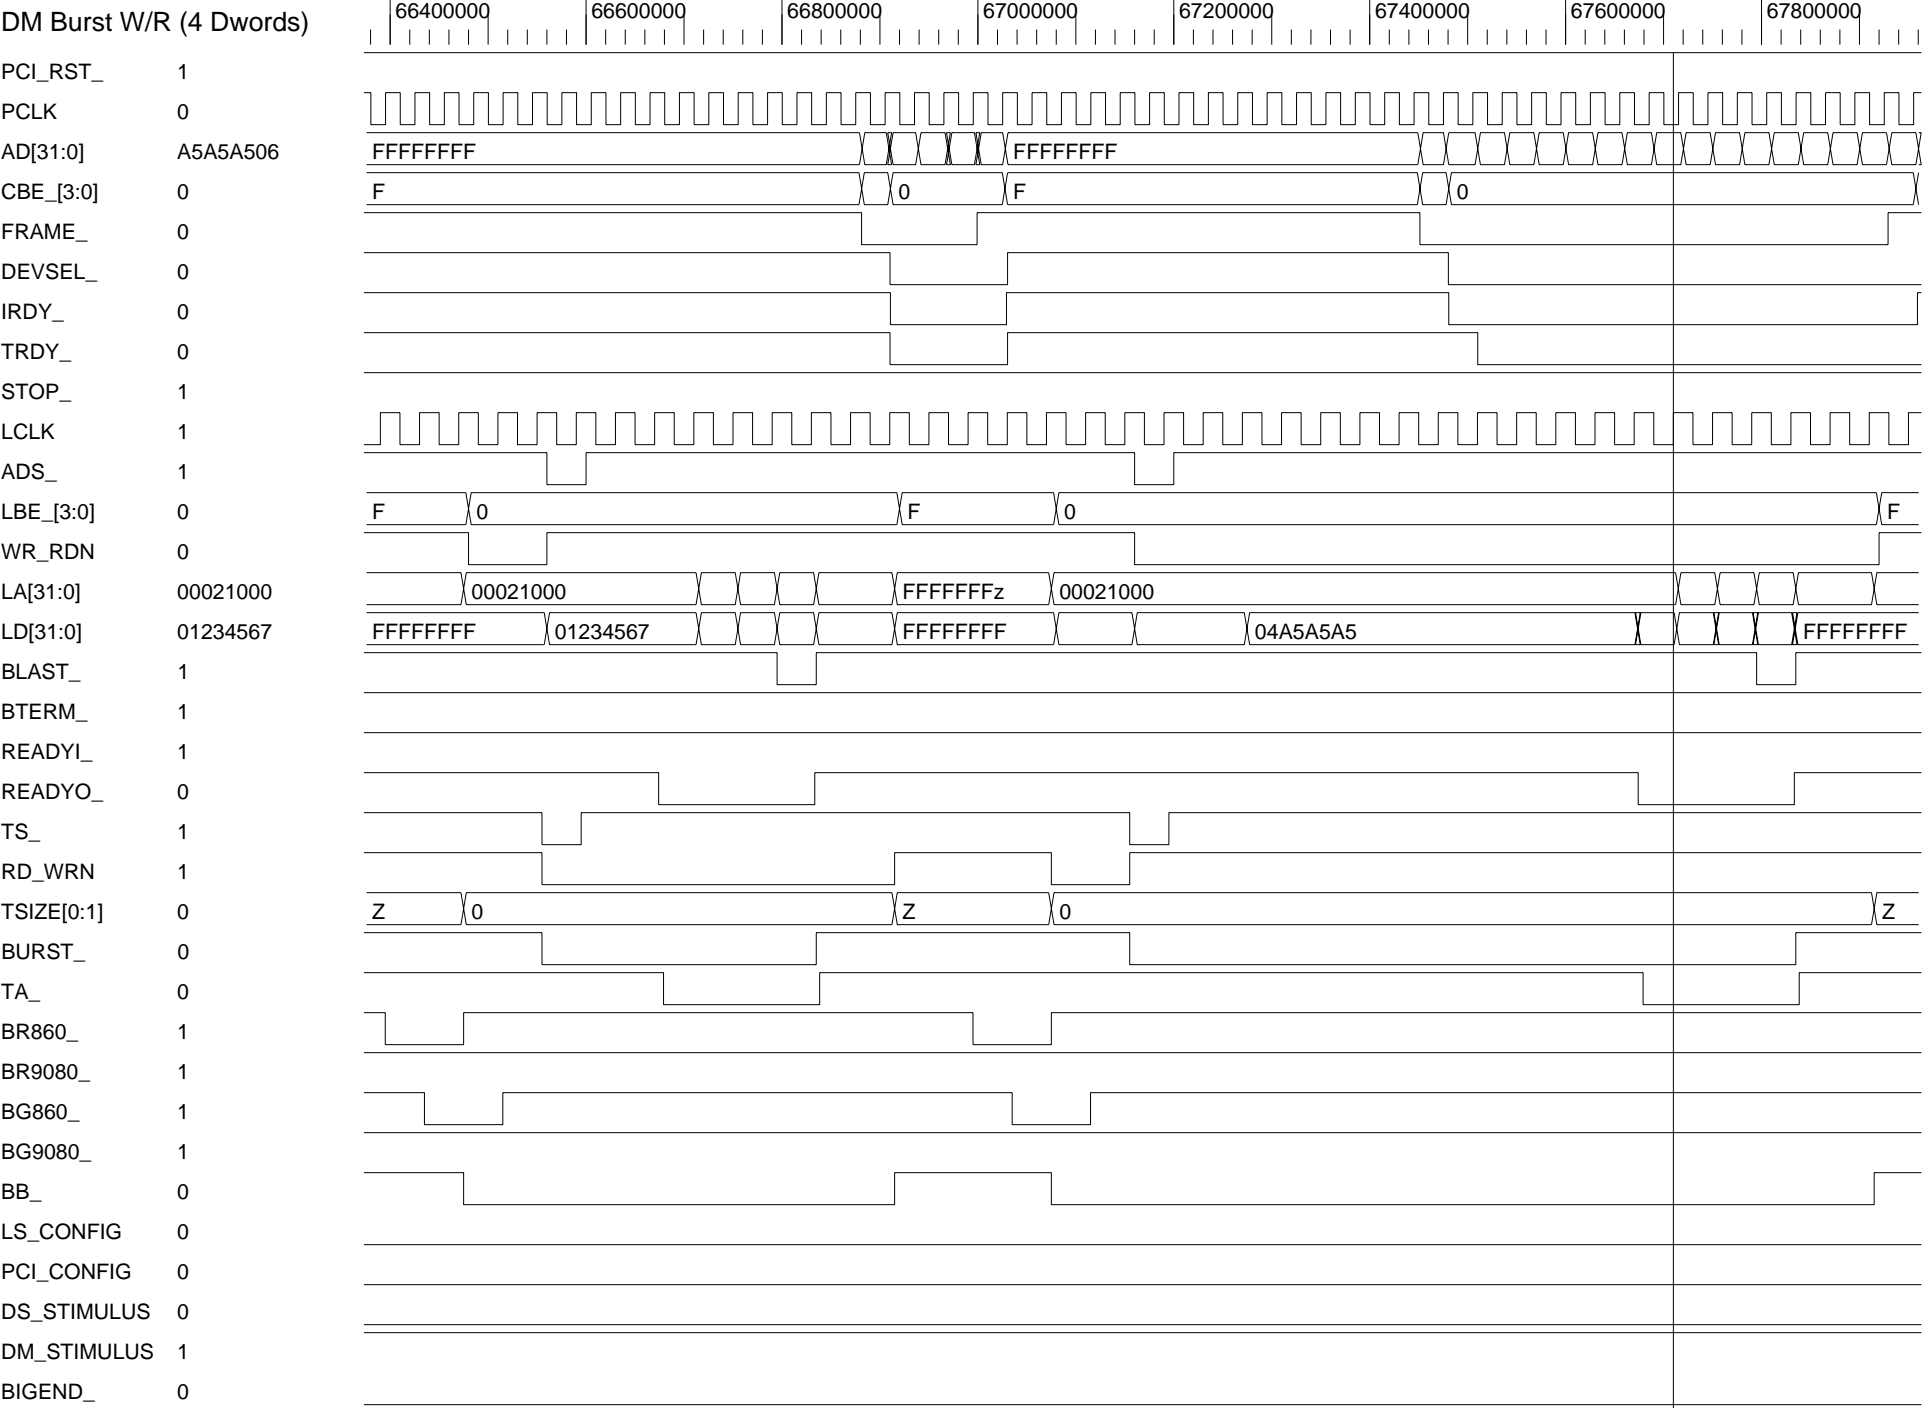 DM Burst W/R (4 Dwords) 66400000 66600000 66800000 67000000 67200000 67400000 67600000 67800000
PCI_RST_ 1
PCLK 0
AD[31:0] A5A5A506 FFFFFFFF FFFFFFFF
CBE_[3:0] 0 F 0 F 0
FRAME_ 0
DEVSEL_ 0
IRDY_ 0
TRDY_ 0
STOP_ 1
LCLK 1
ADS_ 1
LBE_[3:0] 0 F 0 F 0 F
WR_RDN 0
LA[31:0] 00021000 00021000 FFFFFFFz 00021000
LD[31:0] 01234567 FFFFFFFF 01234567 FFFFFFFF 04A5A5A5 FFFFFFFF
BLAST_ 1
BTERM_ 1
READYI_ 1
READYO_ 0
TS_ 1
RD_WRN 1
TSIZE[0:1] 0 Z 0 Z 0 Z
BURST_ 0
TA_ 0
BR860_ 1
BR9080_ 1
BG860_ 1
BG9080_ 1
BB_ 0
LS_CONFIG 0
PCI_CONFIG 0
DS_STIMULUS 0
DM_STIMULUS 1
BIGEND_ 0